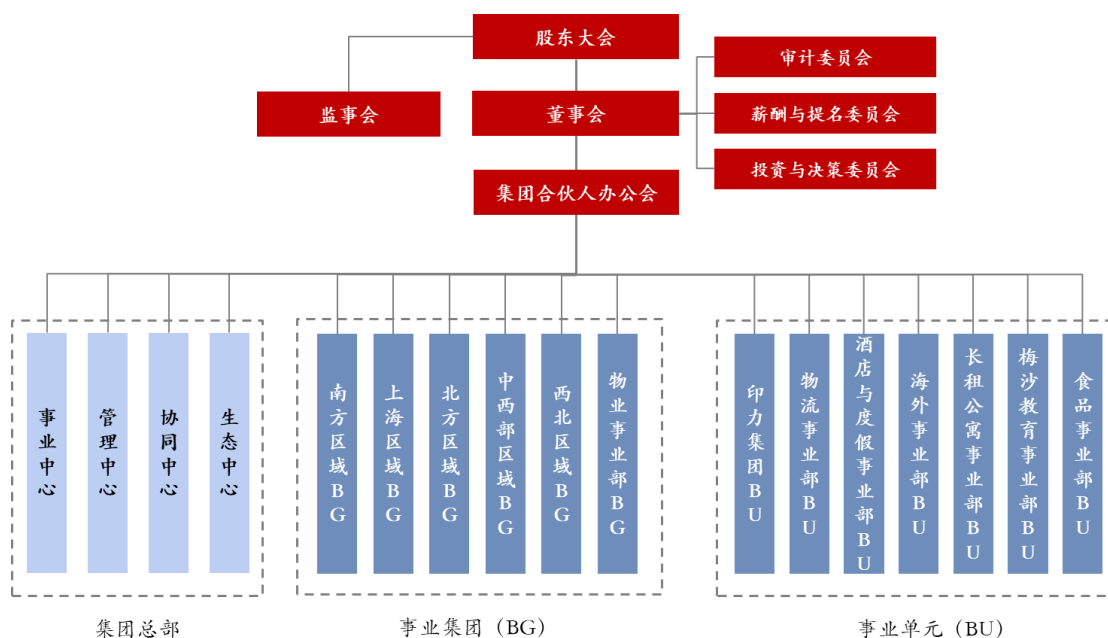 股东大会
审计委员会
监事会
董事会
薪酬与提名委员会
投资与决策委员会
集团合伙人办公会
事业中心
管理中心
协同中心
生态中心
南方区域BG
上海区域BG
北方区域BG
中西部区域BG
西北区域BG
物业事业部BG
印力集团BU
物流事业部BU
酒店与度假事业部BU
海外事业部BU
长租公寓事业部BU
梅沙教育事业部BU
食品事业部BU
集团总部
事业集团（BG）
事业单元（BU）